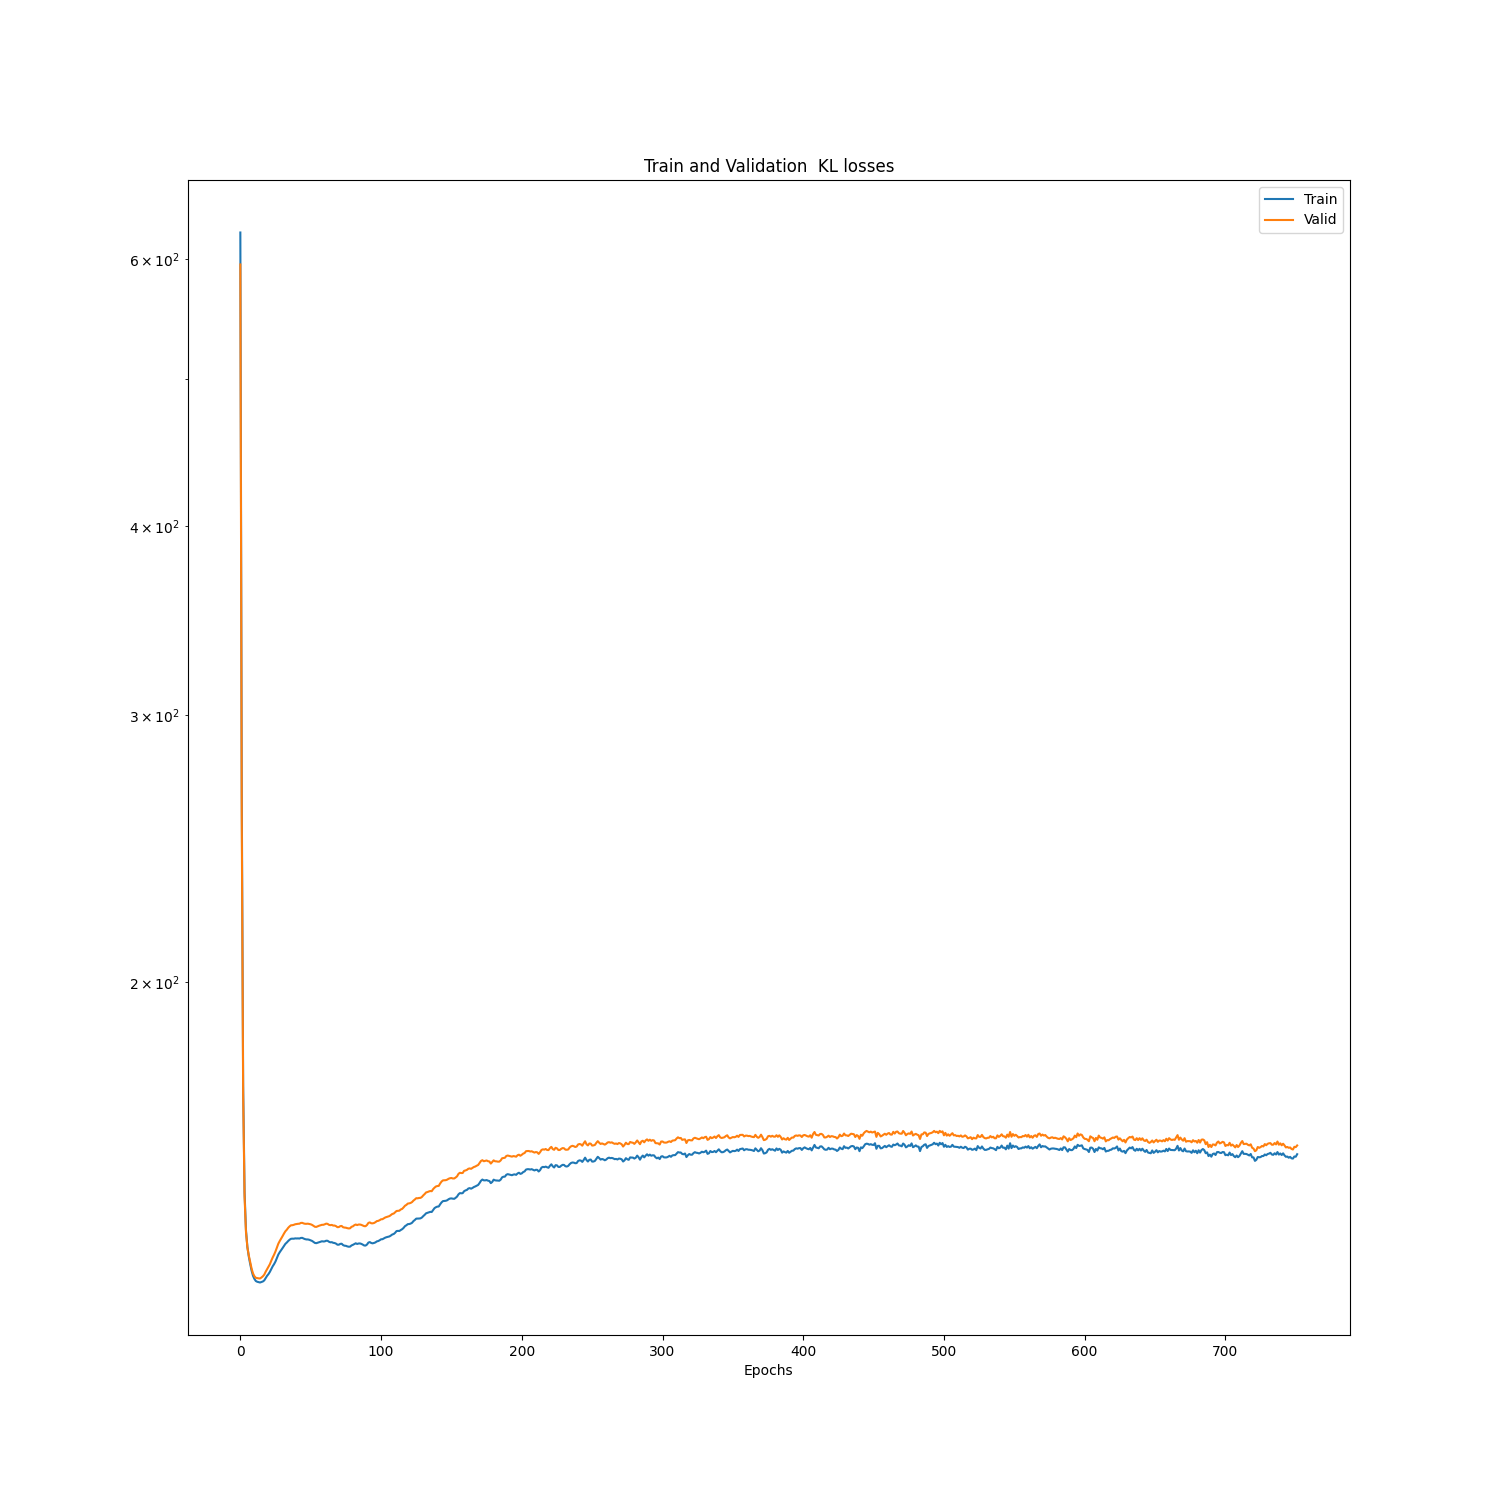 Train and Validation  KL losses
Train
Valid
6 × 10²
4 × 10²
3 × 10²
2 × 10²
0 100 200 300 400 500 600 700
Epochs